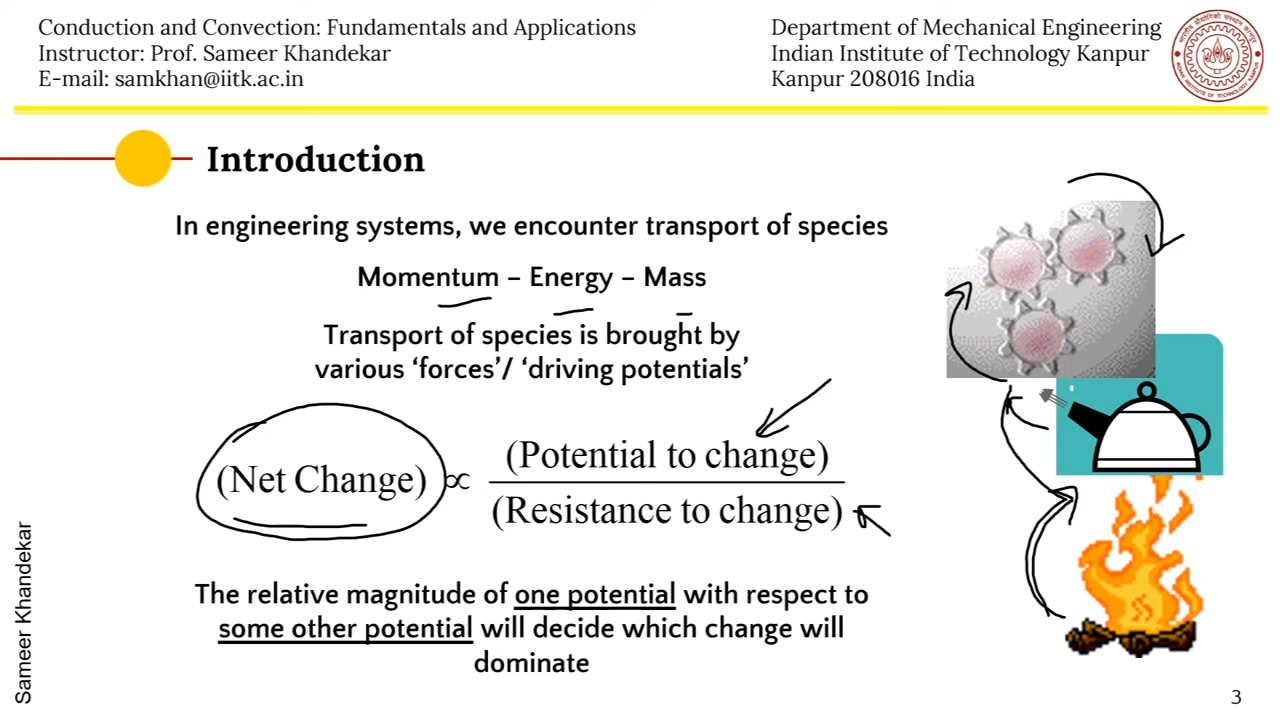 Conduction and Convection: Fundamentals and Applications
Instructor: Prof. Sameer Khandekar
E-mail: samkhan@iitk.ac.in
Department of Mechanical Engineering
Indian Institute of Technology Kanpur
Kanpur 208016 India
Introduction
In engineering systems, we encounter transport of species
Momentum – Energy – Mass
Transport of species is brought by
various ‘forces’/ ‘driving potentials’
(Net Change) ∝ (Potential to change)
(Resistance to change)
The relative magnitude of one potential with respect to
some other potential will decide which change will
dominate
Sameer Khandekar
3